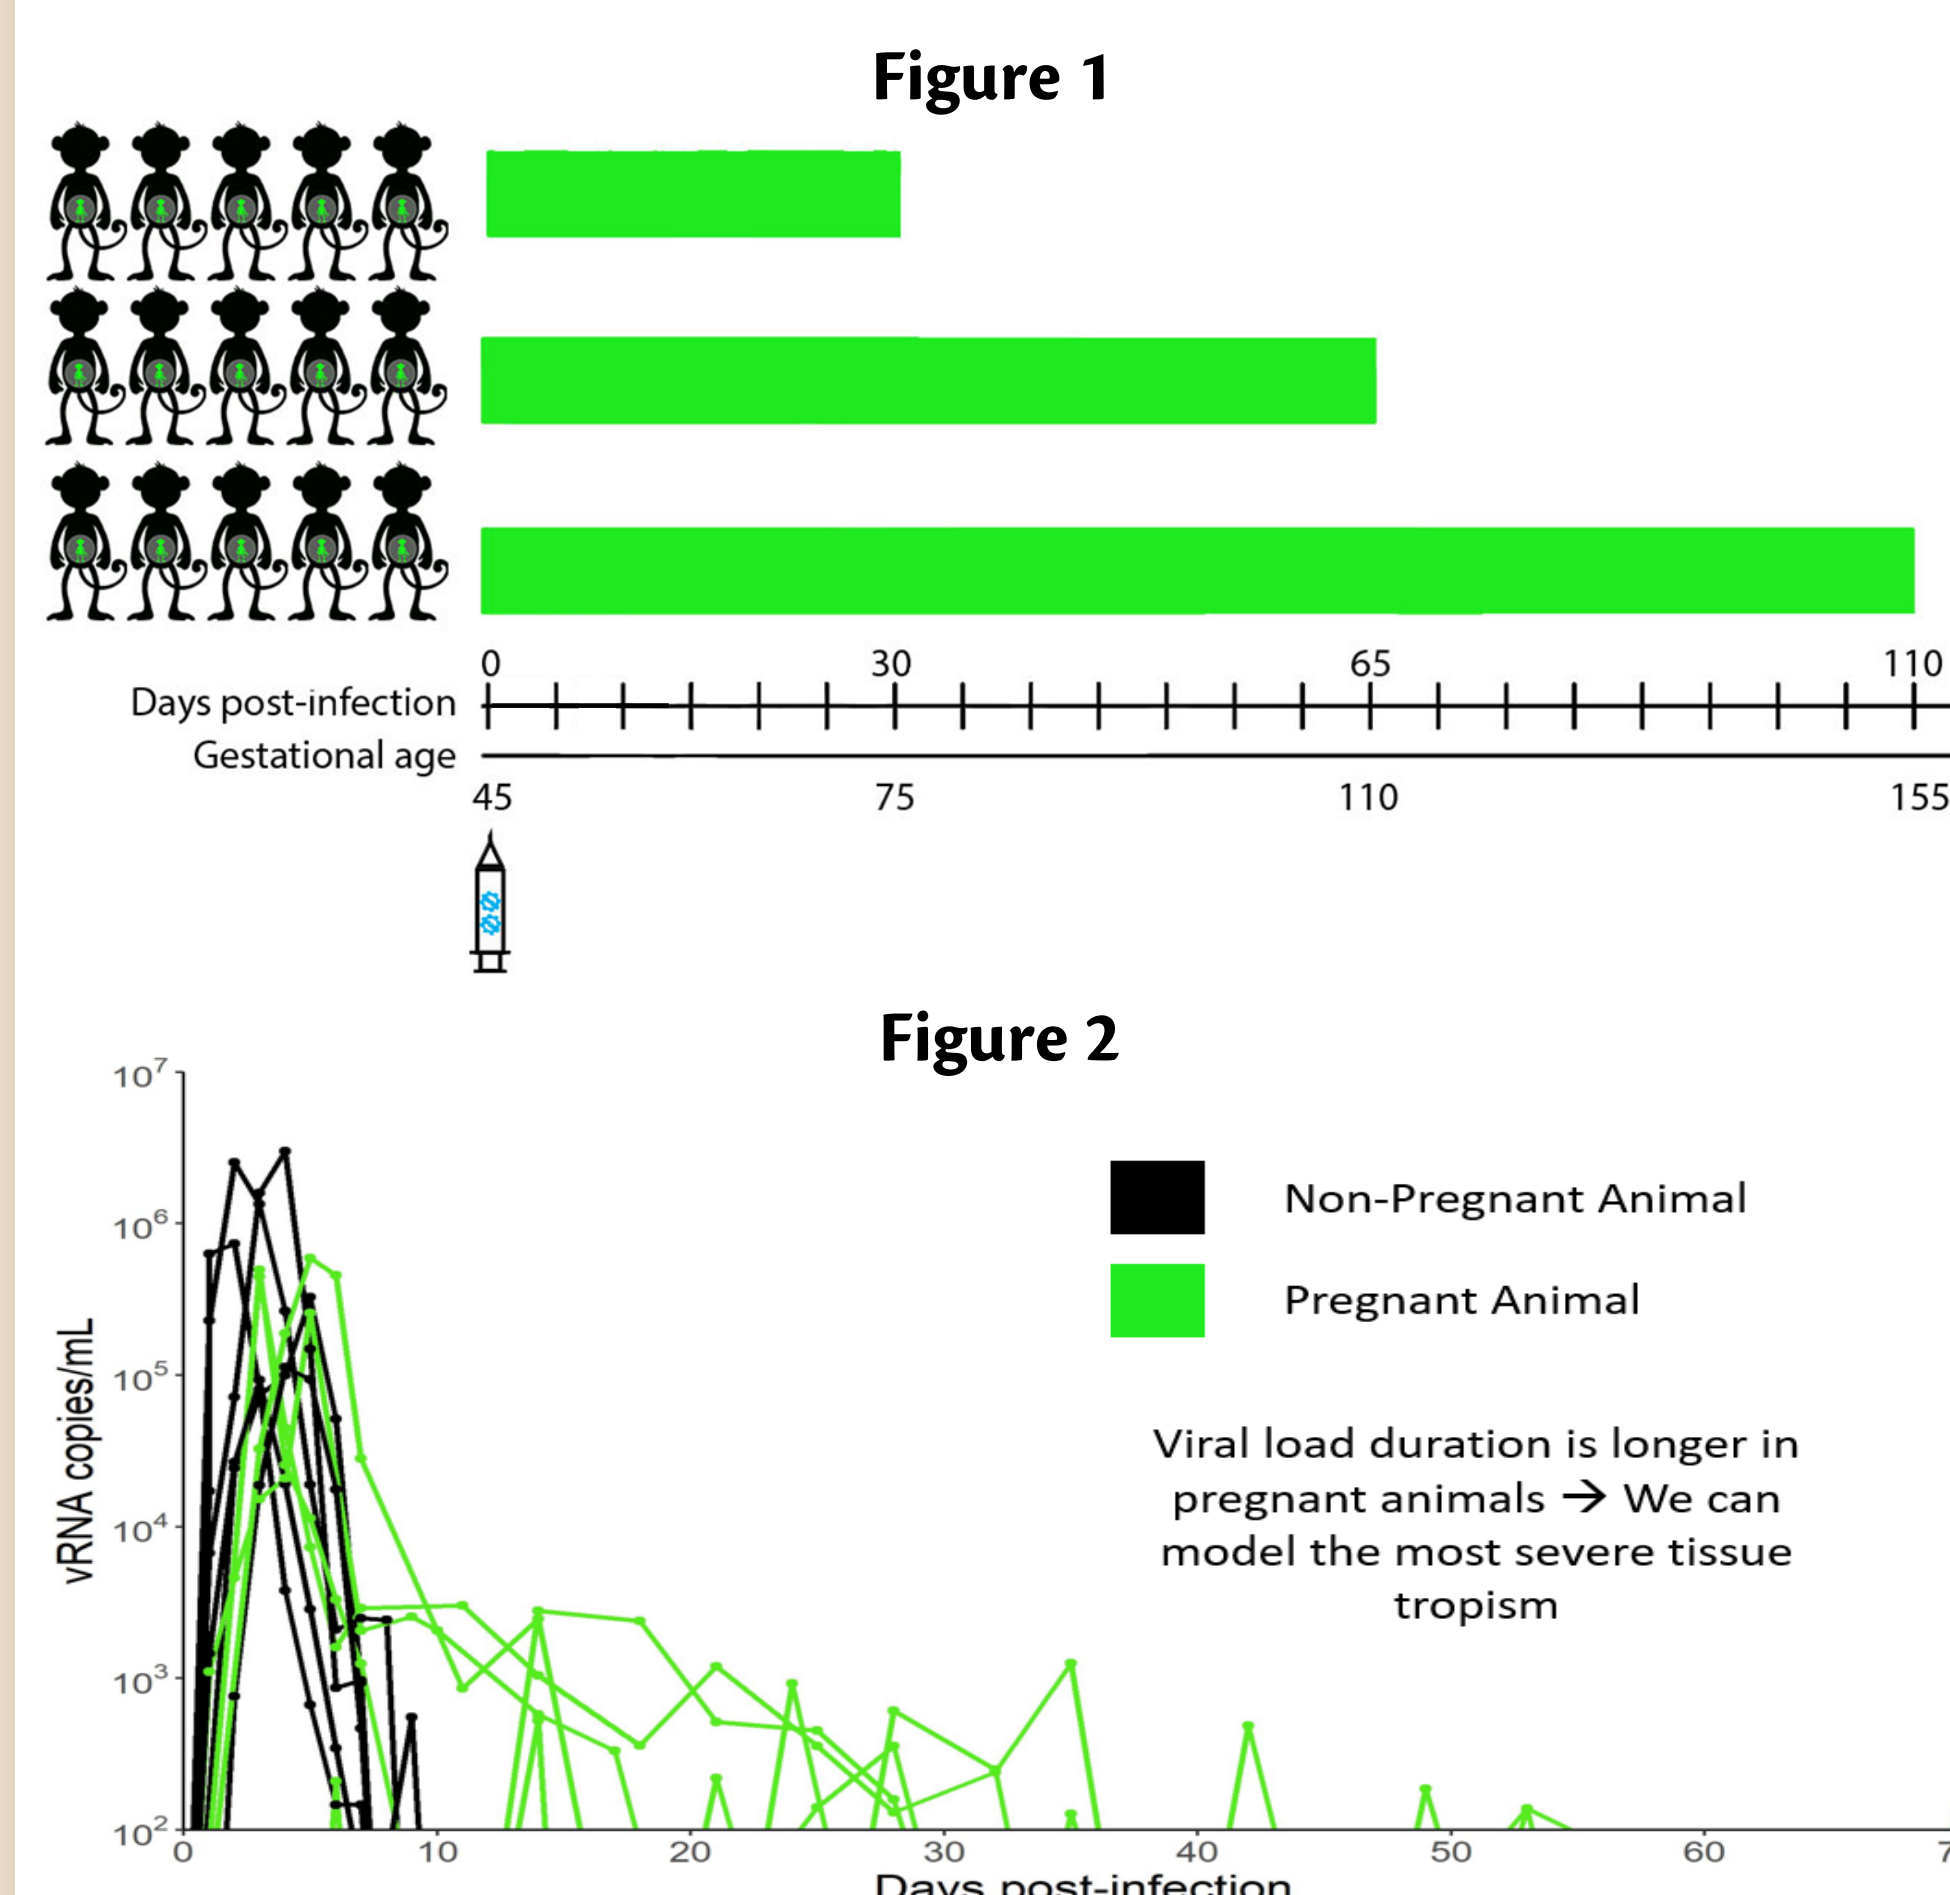 Figure 1
0 30 65 110
Days post-infection
Gestational age
45 75 110 155
Figure 2
10⁷
10⁶
10⁵
10⁴
10³
10²
vRNA copies/mL
Non-Pregnant Animal
Pregnant Animal
Viral load duration is longer in
pregnant animals → We can
model the most severe tissue
tropism
0 10 20 30 40 50 60 7
Days post-infection